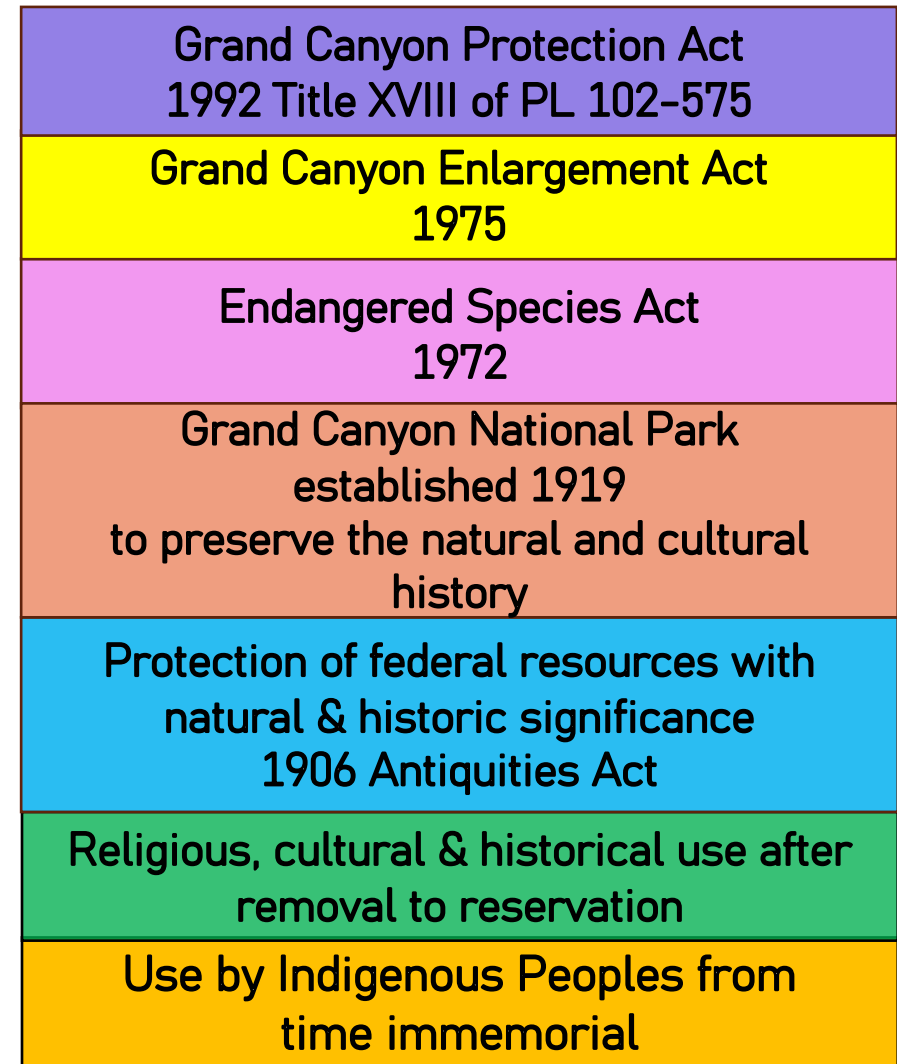 Grand Canyon Protection Act
1992 Title XVIII of PL 102-575
Grand Canyon Enlargement Act
1975
Endangered Species Act
1972
Grand Canyon National Park
established 1919
to preserve the natural and cultural
history
Protection of federal resources with
natural & historic significance
1906 Antiquities Act
Religious, cultural & historical use after
removal to reservation
Use by Indigenous Peoples from
time immemorial